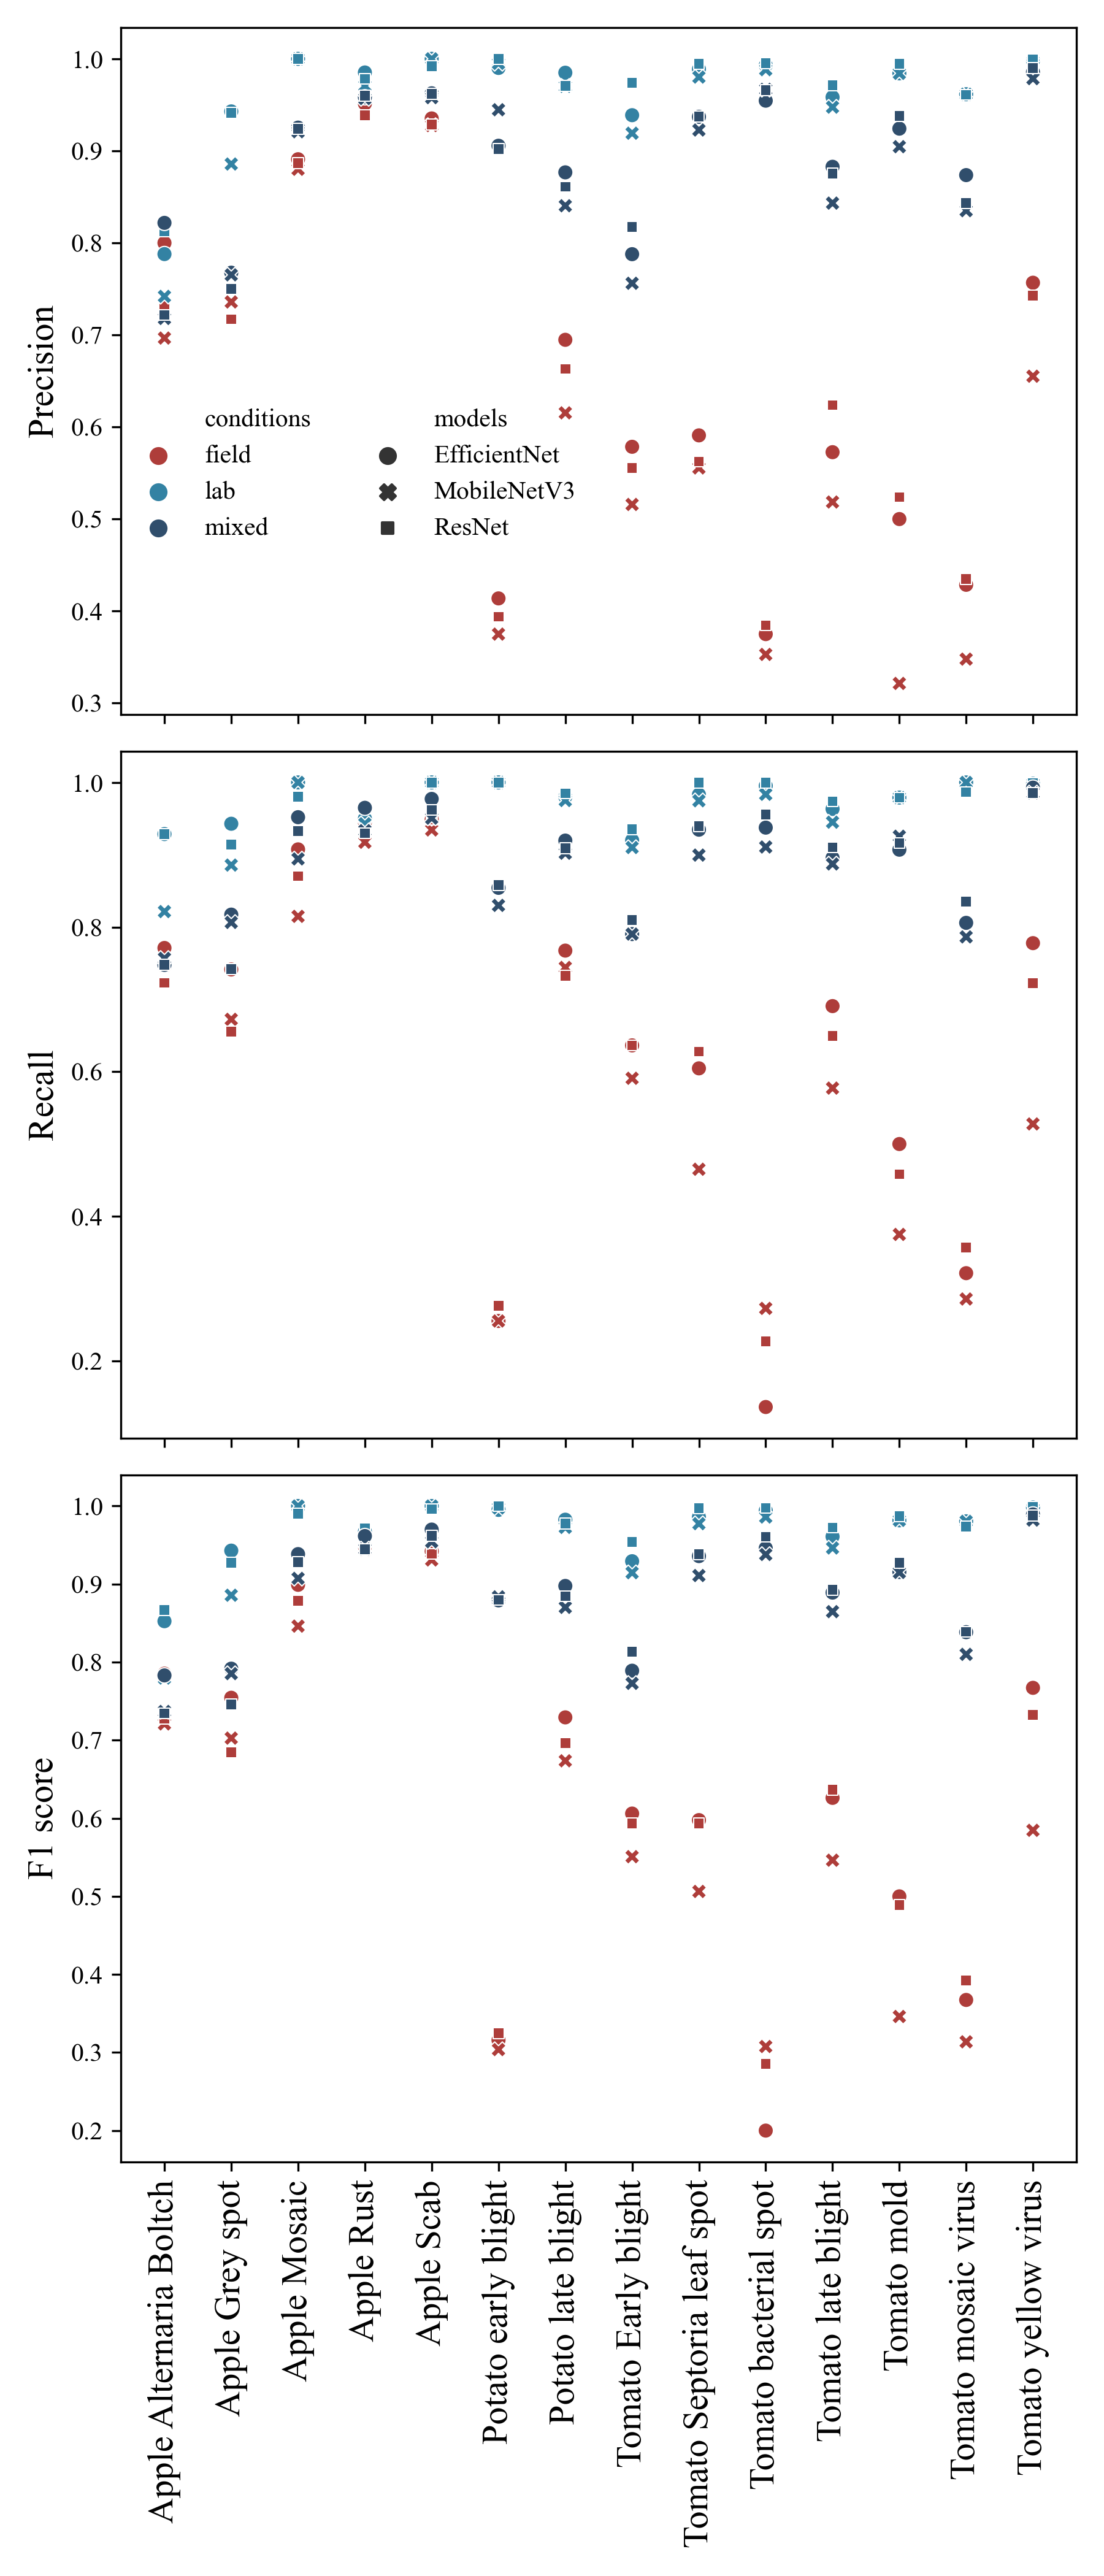 1.0
0.9
0.8
0.7
0.6
0.5
0.4
0.3
Precision
conditions
field
lab
mixed
models
EfficientNet
MobileNetV3
ResNet
1.0
0.8
0.6
0.4
0.2
Recall
1.0
0.9
0.8
0.7
0.6
0.5
0.4
0.3
0.2
F1 score
Apple Alternaria Boltch
Apple Grey spot
Apple Mosaic
Apple Rust
Apple Scab
Potato early blight
Potato late blight
Tomato Early blight
Tomato Septoria leaf spot
Tomato bacterial spot
Tomato late blight
Tomato mold
Tomato mosaic virus
Tomato yellow virus